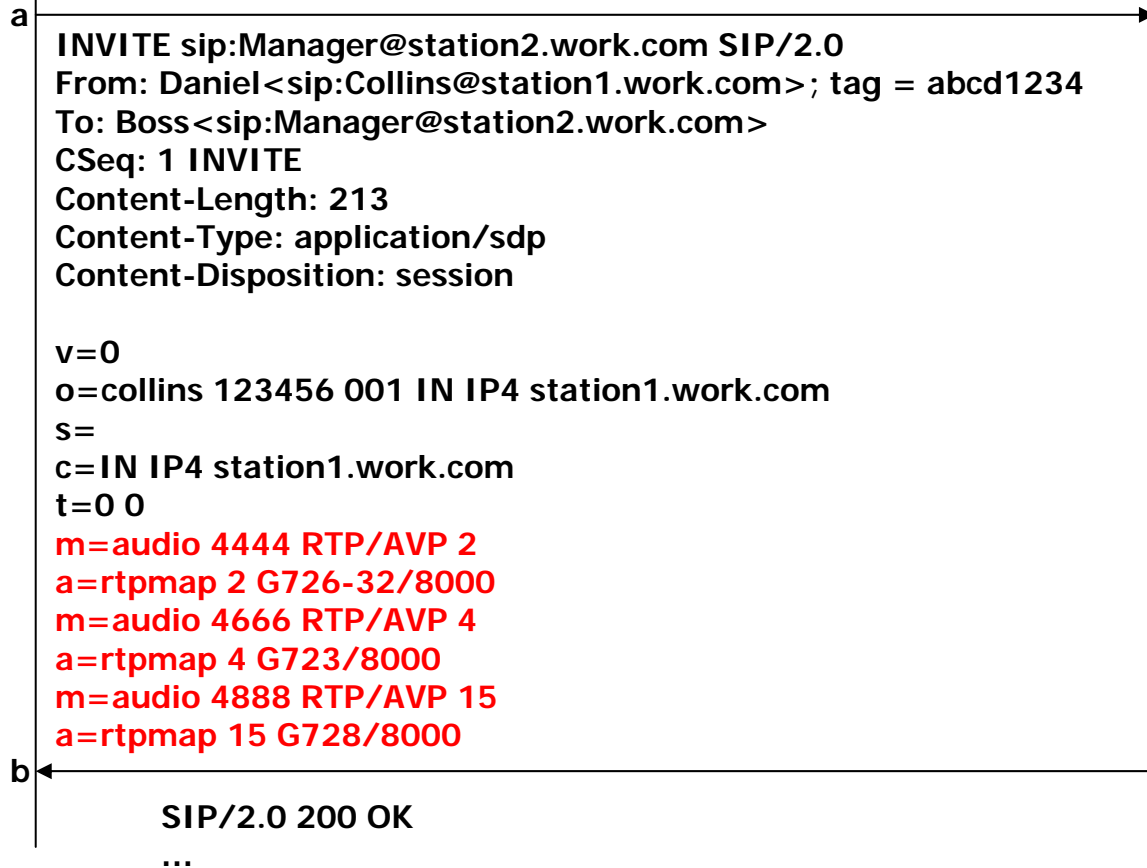 a
INVITE sip:Manager@station2.work.com SIP/2.0
From: Daniel<sip:Collins@station1.work.com>; tag = abcd1234
To: Boss<sip:Manager@station2.work.com>
CSeq: 1 INVITE
Content-Length: 213
Content-Type: application/sdp
Content-Disposition: session
v=0
o=collins 123456 001 IN IP4 station1.work.com
s=
c=IN IP4 station1.work.com
t=0 0
m=audio 4444 RTP/AVP 2
a=rtpmap 2 G726-32/8000
m=audio 4666 RTP/AVP 4
a=rtpmap 4 G723/8000
m=audio 4888 RTP/AVP 15
a=rtpmap 15 G728/8000
b
SIP/2.0 200 OK
...